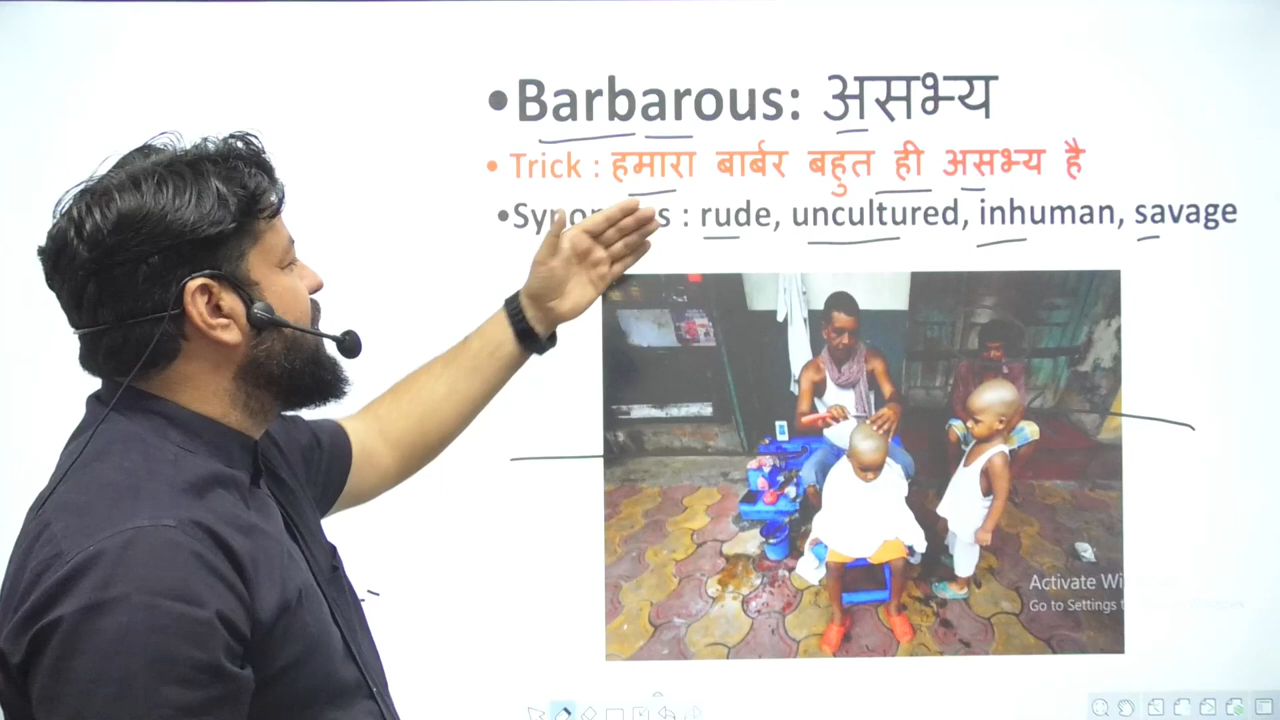 •Barbarous: असभ्य
• Trick : हमारा बार्बर बहुत ही असभ्य है
: rude, uncultured, inhuman, savage
Activate
Go to Settings